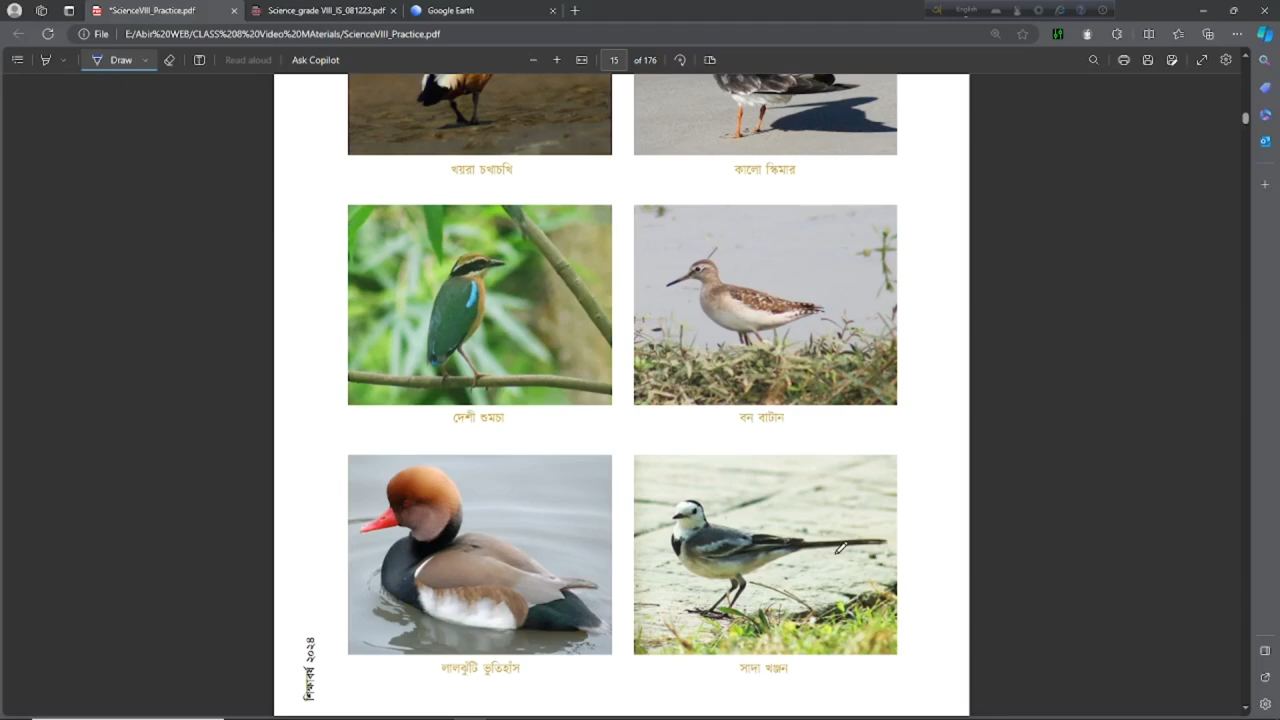 *ScienceVIII_Practice.pdf
Science_grade VIII_IS_081223.pdf
Google Earth
English
File
E:/Abir%20WEB/CLASS%208%20Video%20MAterials/ScienceVIII_Practice.pdf
Draw
Read aloud
Ask Copilot
15 of 176
খয়রা চখাচখি
কালো স্কিমার
দেশী শুমচা
বন বাটান
লালঝুঁটি ভুতিহাঁস
সাদা খঞ্জন
শিক্ষাবর্ষ ২০২৪